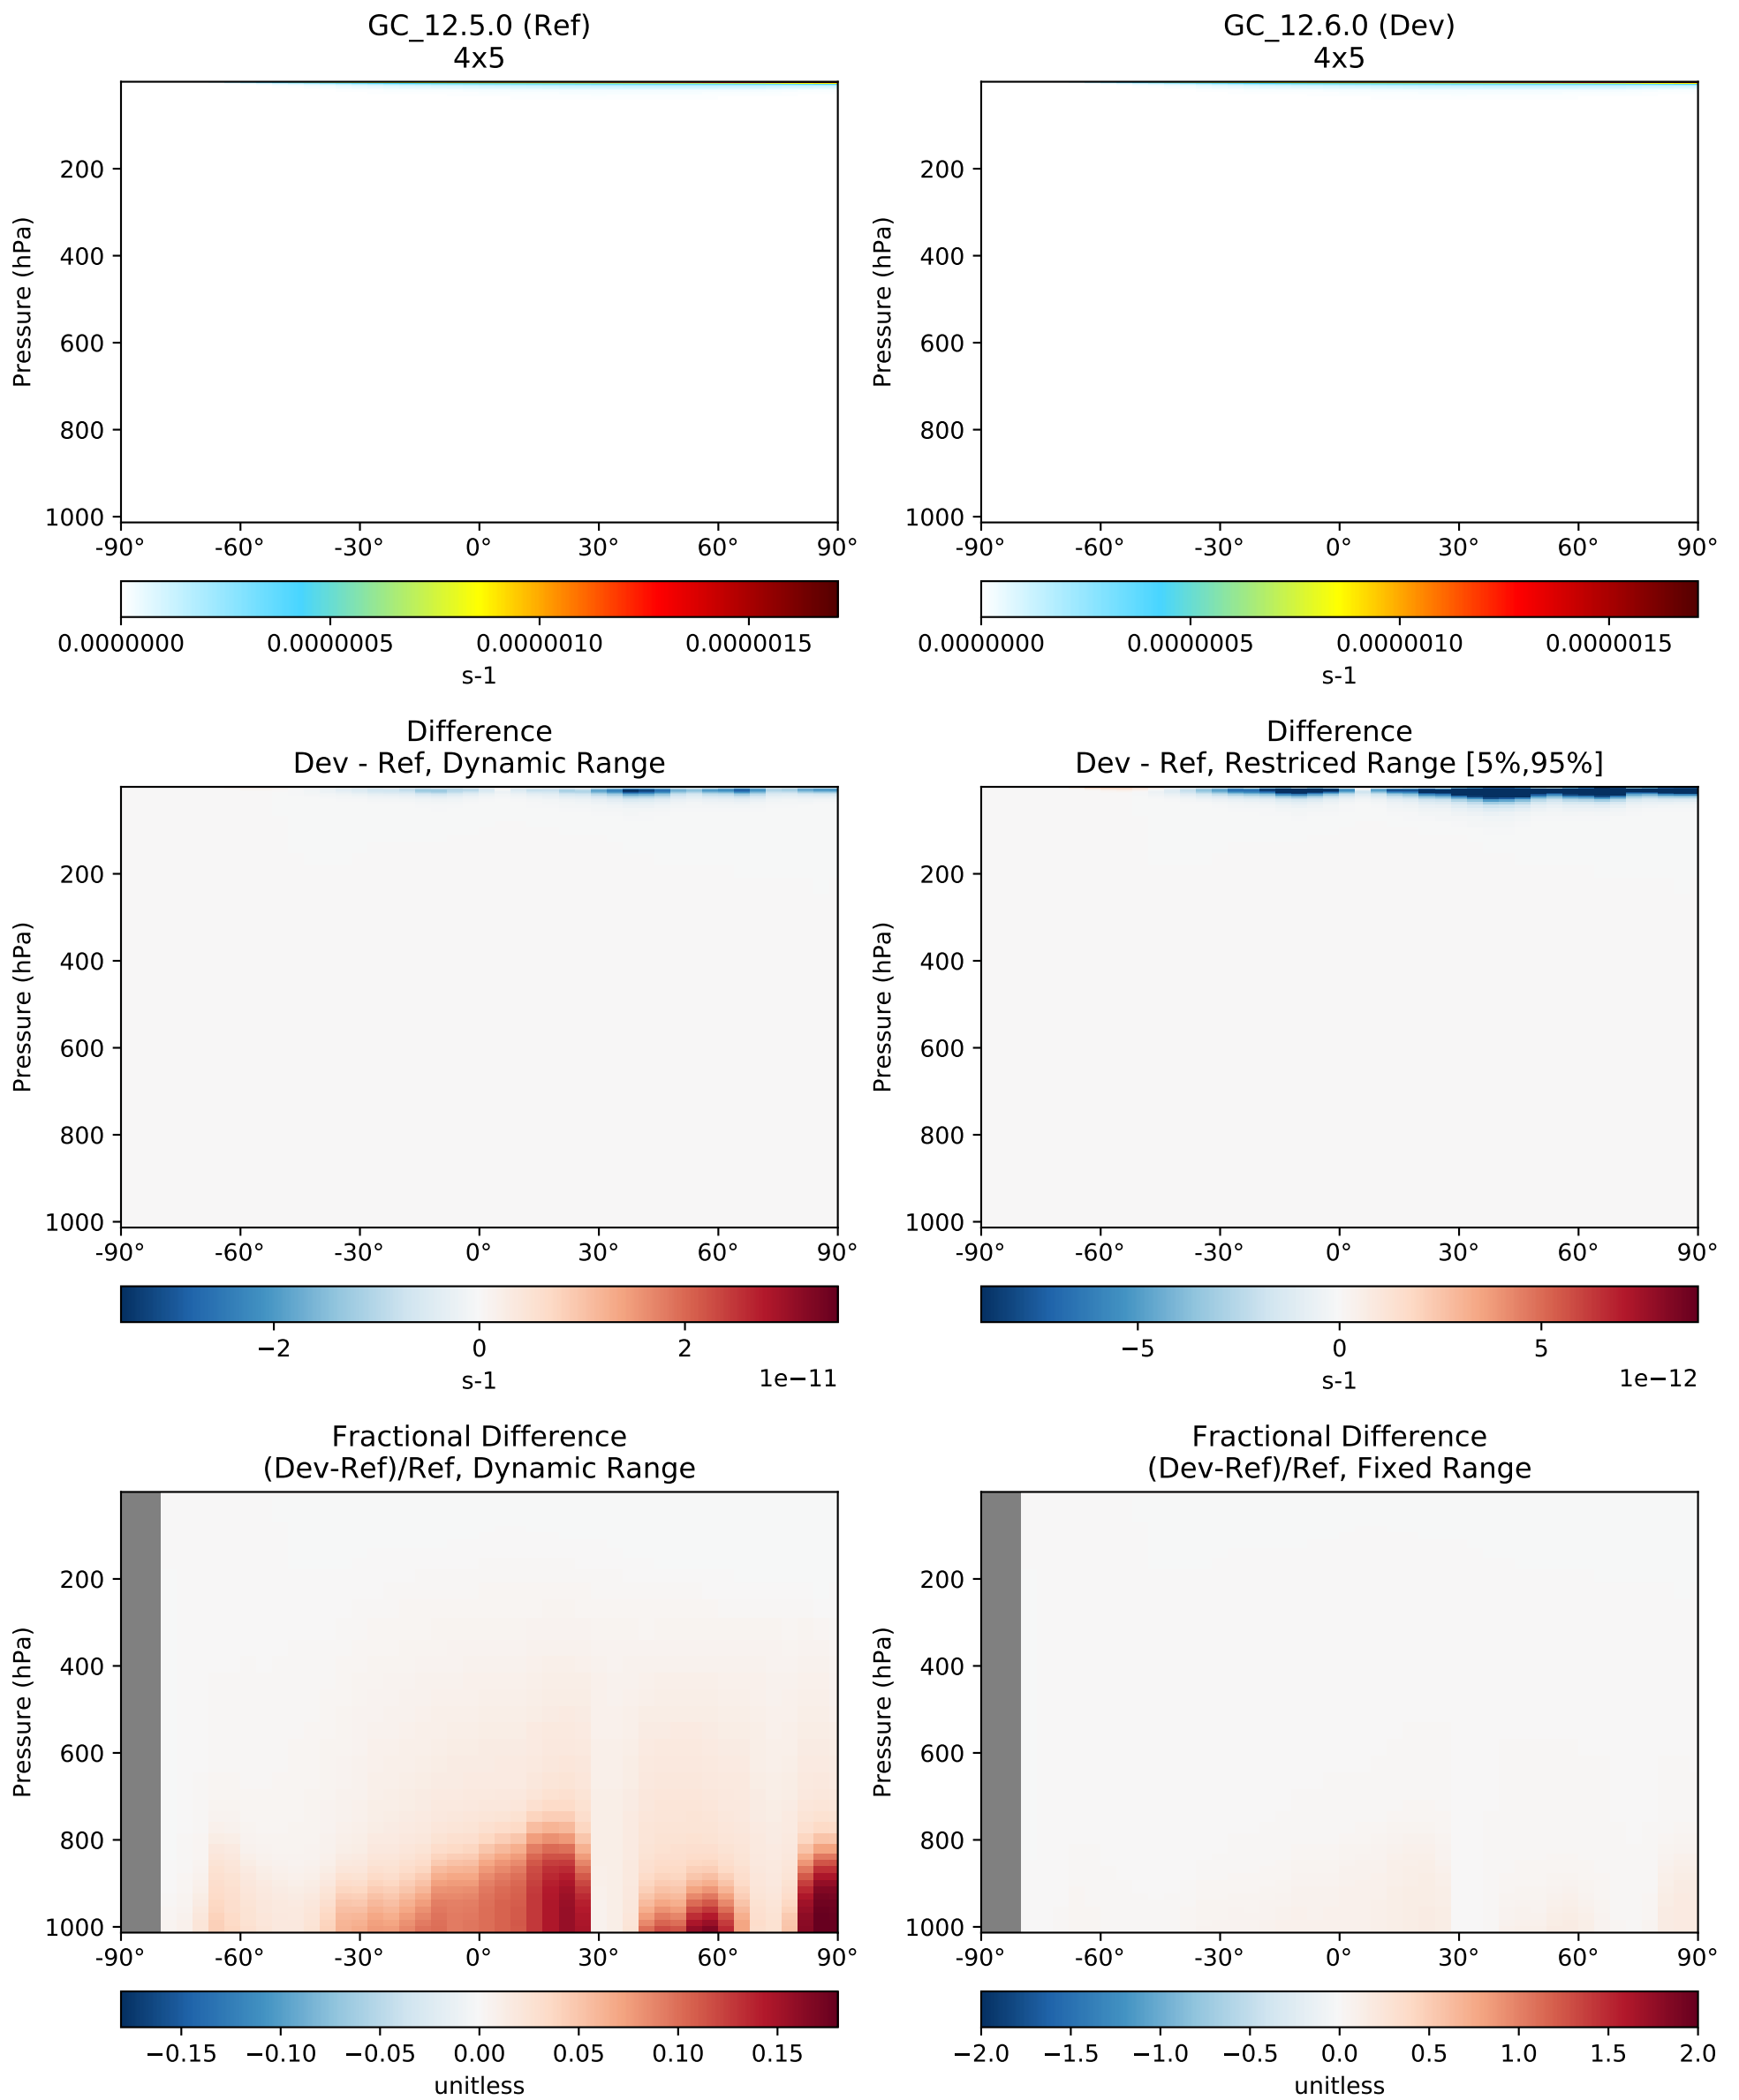 GC_12.5.0 (Ref)
4x5
GC_12.6.0 (Dev)
4x5
Pressure (hPa)
200
400
600
800
1000
-90° -60° -30° 0° 30° 60° 90°
0.0000000 0.0000005 0.0000010 0.0000015
s-1
Pressure (hPa)
200
400
600
800
1000
-90° -60° -30° 0° 30° 60° 90°
0.0000000 0.0000005 0.0000010 0.0000015
s-1
Difference
Dev - Ref, Dynamic Range
Pressure (hPa)
200
400
600
800
1000
-90° -60° -30° 0° 30° 60° 90°
−2 0 2
s-1
1e−11
Difference
Dev - Ref, Restriced Range [5%,95%]
Pressure (hPa)
200
400
600
800
1000
-90° -60° -30° 0° 30° 60° 90°
−5 0 5
s-1
1e−12
Fractional Difference
(Dev-Ref)/Ref, Dynamic Range
Pressure (hPa)
200
400
600
800
1000
-90° -60° -30° 0° 30° 60° 90°
−0.15 −0.10 −0.05 0.00 0.05 0.10 0.15
unitless
Fractional Difference
(Dev-Ref)/Ref, Fixed Range
Pressure (hPa)
200
400
600
800
1000
-90° -60° -30° 0° 30° 60° 90°
−2.0 −1.5 −1.0 −0.5 0.0 0.5 1.0 1.5 2.0
unitless